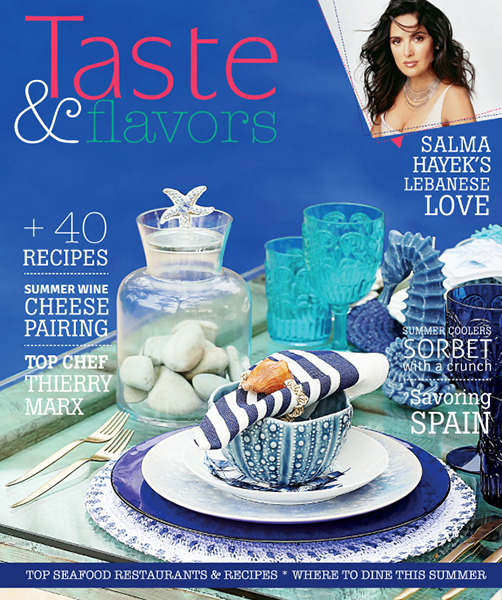 Taste
& flavors
SALMA
HAYEK'S
LEBANESE
LOVE
+ 40
RECIPES
SUMMER WINE
CHEESE
PAIRING
TOP CHEF
THIERRY
MARX
SUMMER COOLERS
SORBET
with a crunch
Savoring
SPAIN
TOP SEAFOOD RESTAURANTS & RECIPES * WHERE TO DINE THIS SUMMER